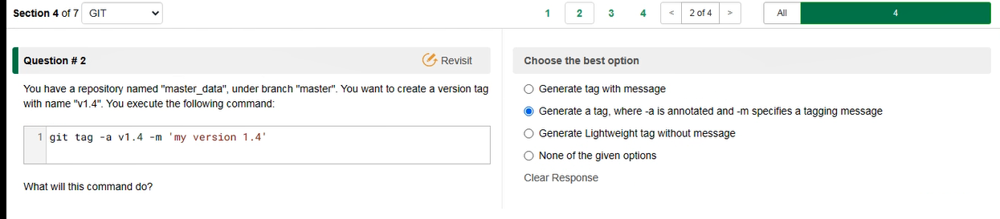 Section 4 of 7 GIT
1 2 3 4 < 2 of 4 > All 4
Question # 2
Revisit
You have a repository named "master_data", under branch "master". You want to create a version tag
with name "v1.4". You execute the following command:
1 git tag -a v1.4 -m 'my version 1.4'
What will this command do?
Choose the best option
Generate tag with message
Generate a tag, where -a is annotated and -m specifies a tagging message
Generate Lightweight tag without message
None of the given options
Clear Response